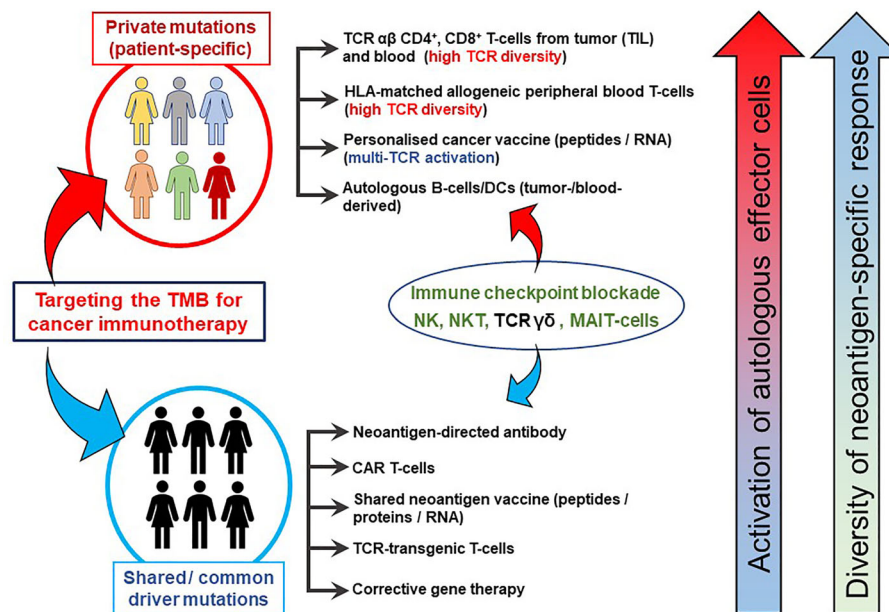 Private mutations
(patient-specific)
TCR αβ CD4⁺, CD8⁺ T-cells from tumor (TIL)
and blood (high TCR diversity)
HLA-matched allogeneic peripheral blood T-cells
(high TCR diversity)
Personalised cancer vaccine (peptides / RNA)
(multi-TCR activation)
Autologous B-cells/DCs (tumor-/blood-
derived)
Targeting the TMB for
cancer immunotherapy
Immune checkpoint blockade
NK, NKT, TCR γδ , MAIT-cells
Neoantigen-directed antibody
CAR T-cells
Shared neoantigen vaccine (peptides /
proteins / RNA)
TCR-transgenic T-cells
Corrective gene therapy
Shared/ common
driver mutations
Activation of autologous effector cells
Diversity of neoantigen-specific response